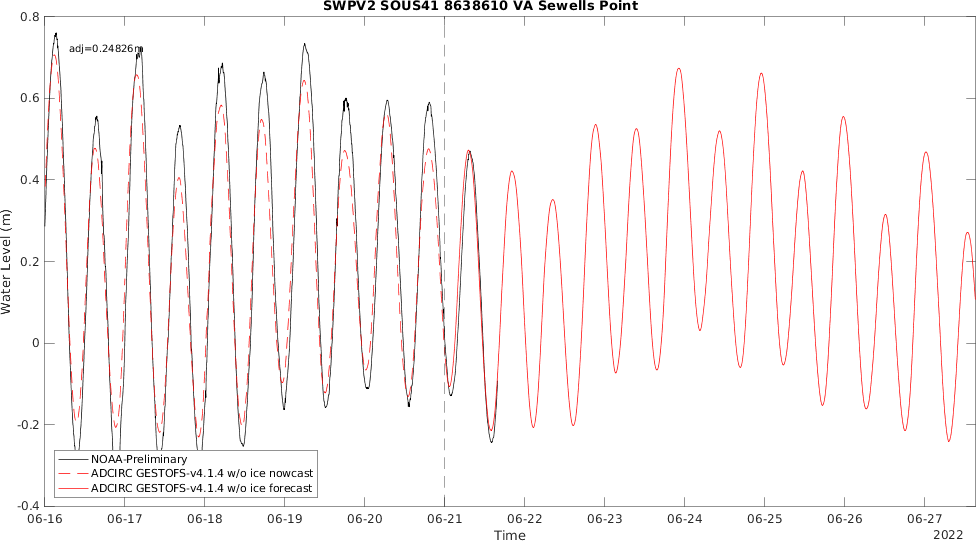 SWPV2 SOUS41 8638610 VA Sewells Point
adj=0.24826m
0.8
0.6
0.4
0.2
0
-0.2
-0.4
Water Level (m)
NOAA-Preliminary
ADCIRC GESTOFS-v4.1.4 w/o ice nowcast
ADCIRC GESTOFS-v4.1.4 w/o ice forecast
06-16 06-17 06-18 06-19 06-20 06-21 06-22 06-23 06-24 06-25 06-26 06-27
Time
2022